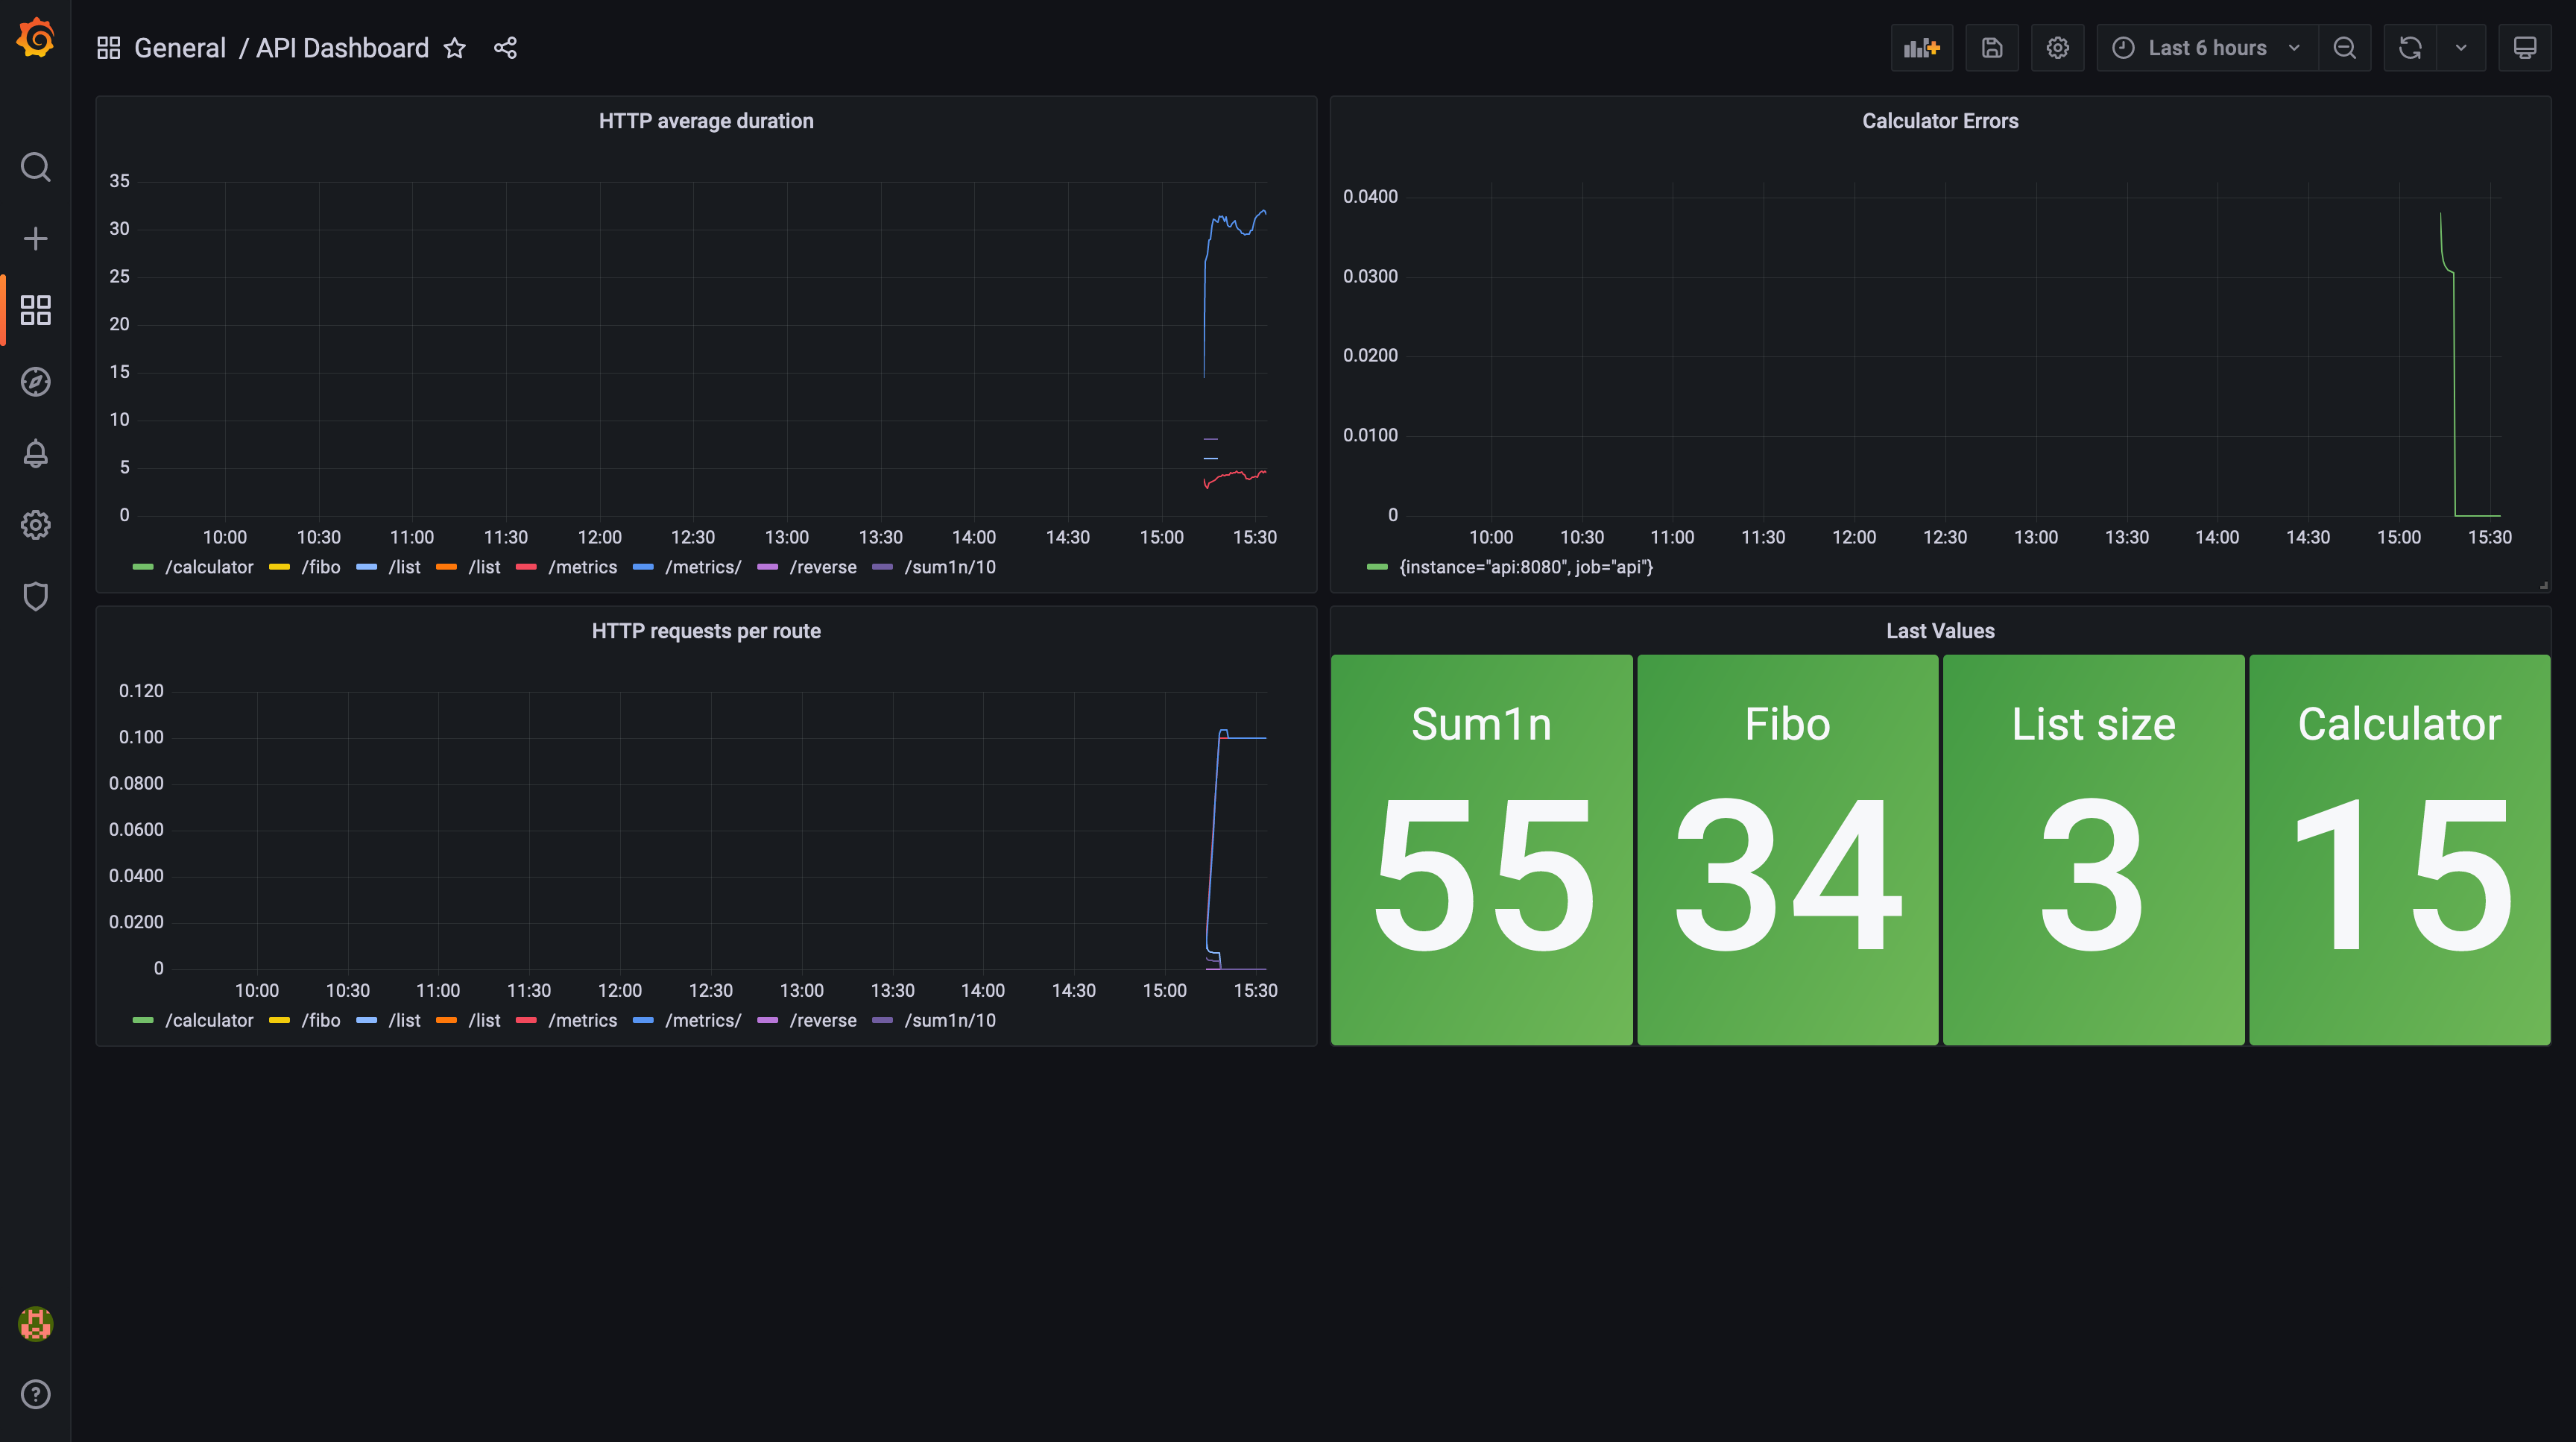 General / API Dashboard
Last 6 hours
HTTP average duration
35
30
25
20
15
10
5
0
10:00 10:30 11:00 11:30 12:00 12:30 13:00 13:30 14:00 14:30 15:00 15:30
/calculator /fibo /list /list /metrics /metrics/ /reverse /sum1n/10
Calculator Errors
0.0400
0.0300
0.0200
0.0100
0
10:00 10:30 11:00 11:30 12:00 12:30 13:00 13:30 14:00 14:30 15:00 15:30
{instance="api:8080", job="api"}
HTTP requests per route
0.120
0.100
0.0800
0.0600
0.0400
0.0200
0
10:00 10:30 11:00 11:30 12:00 12:30 13:00 13:30 14:00 14:30 15:00 15:30
/calculator /fibo /list /list /metrics /metrics/ /reverse /sum1n/10
Last Values
Sum1n Fibo List size Calculator
55 34 3 15